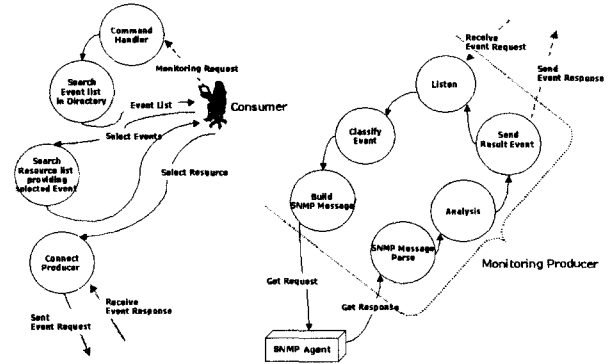 Command
Handler
Monitoring Request
Search
Event list
in Directory
Event List
Consumer
Select Events
Search
Resource list
providing
selected Event
Select Resource
Connect
Producer
Sent
Event Request
Receive
Event Response
Receive
Event Request
Send
Event Response
Listen
Classify
Event
Send
Result Event
Build
SNMP Message
Analysis
SNMP Message
Parse
Monitoring Producer
Get Request
Get Response
SNMP Agent